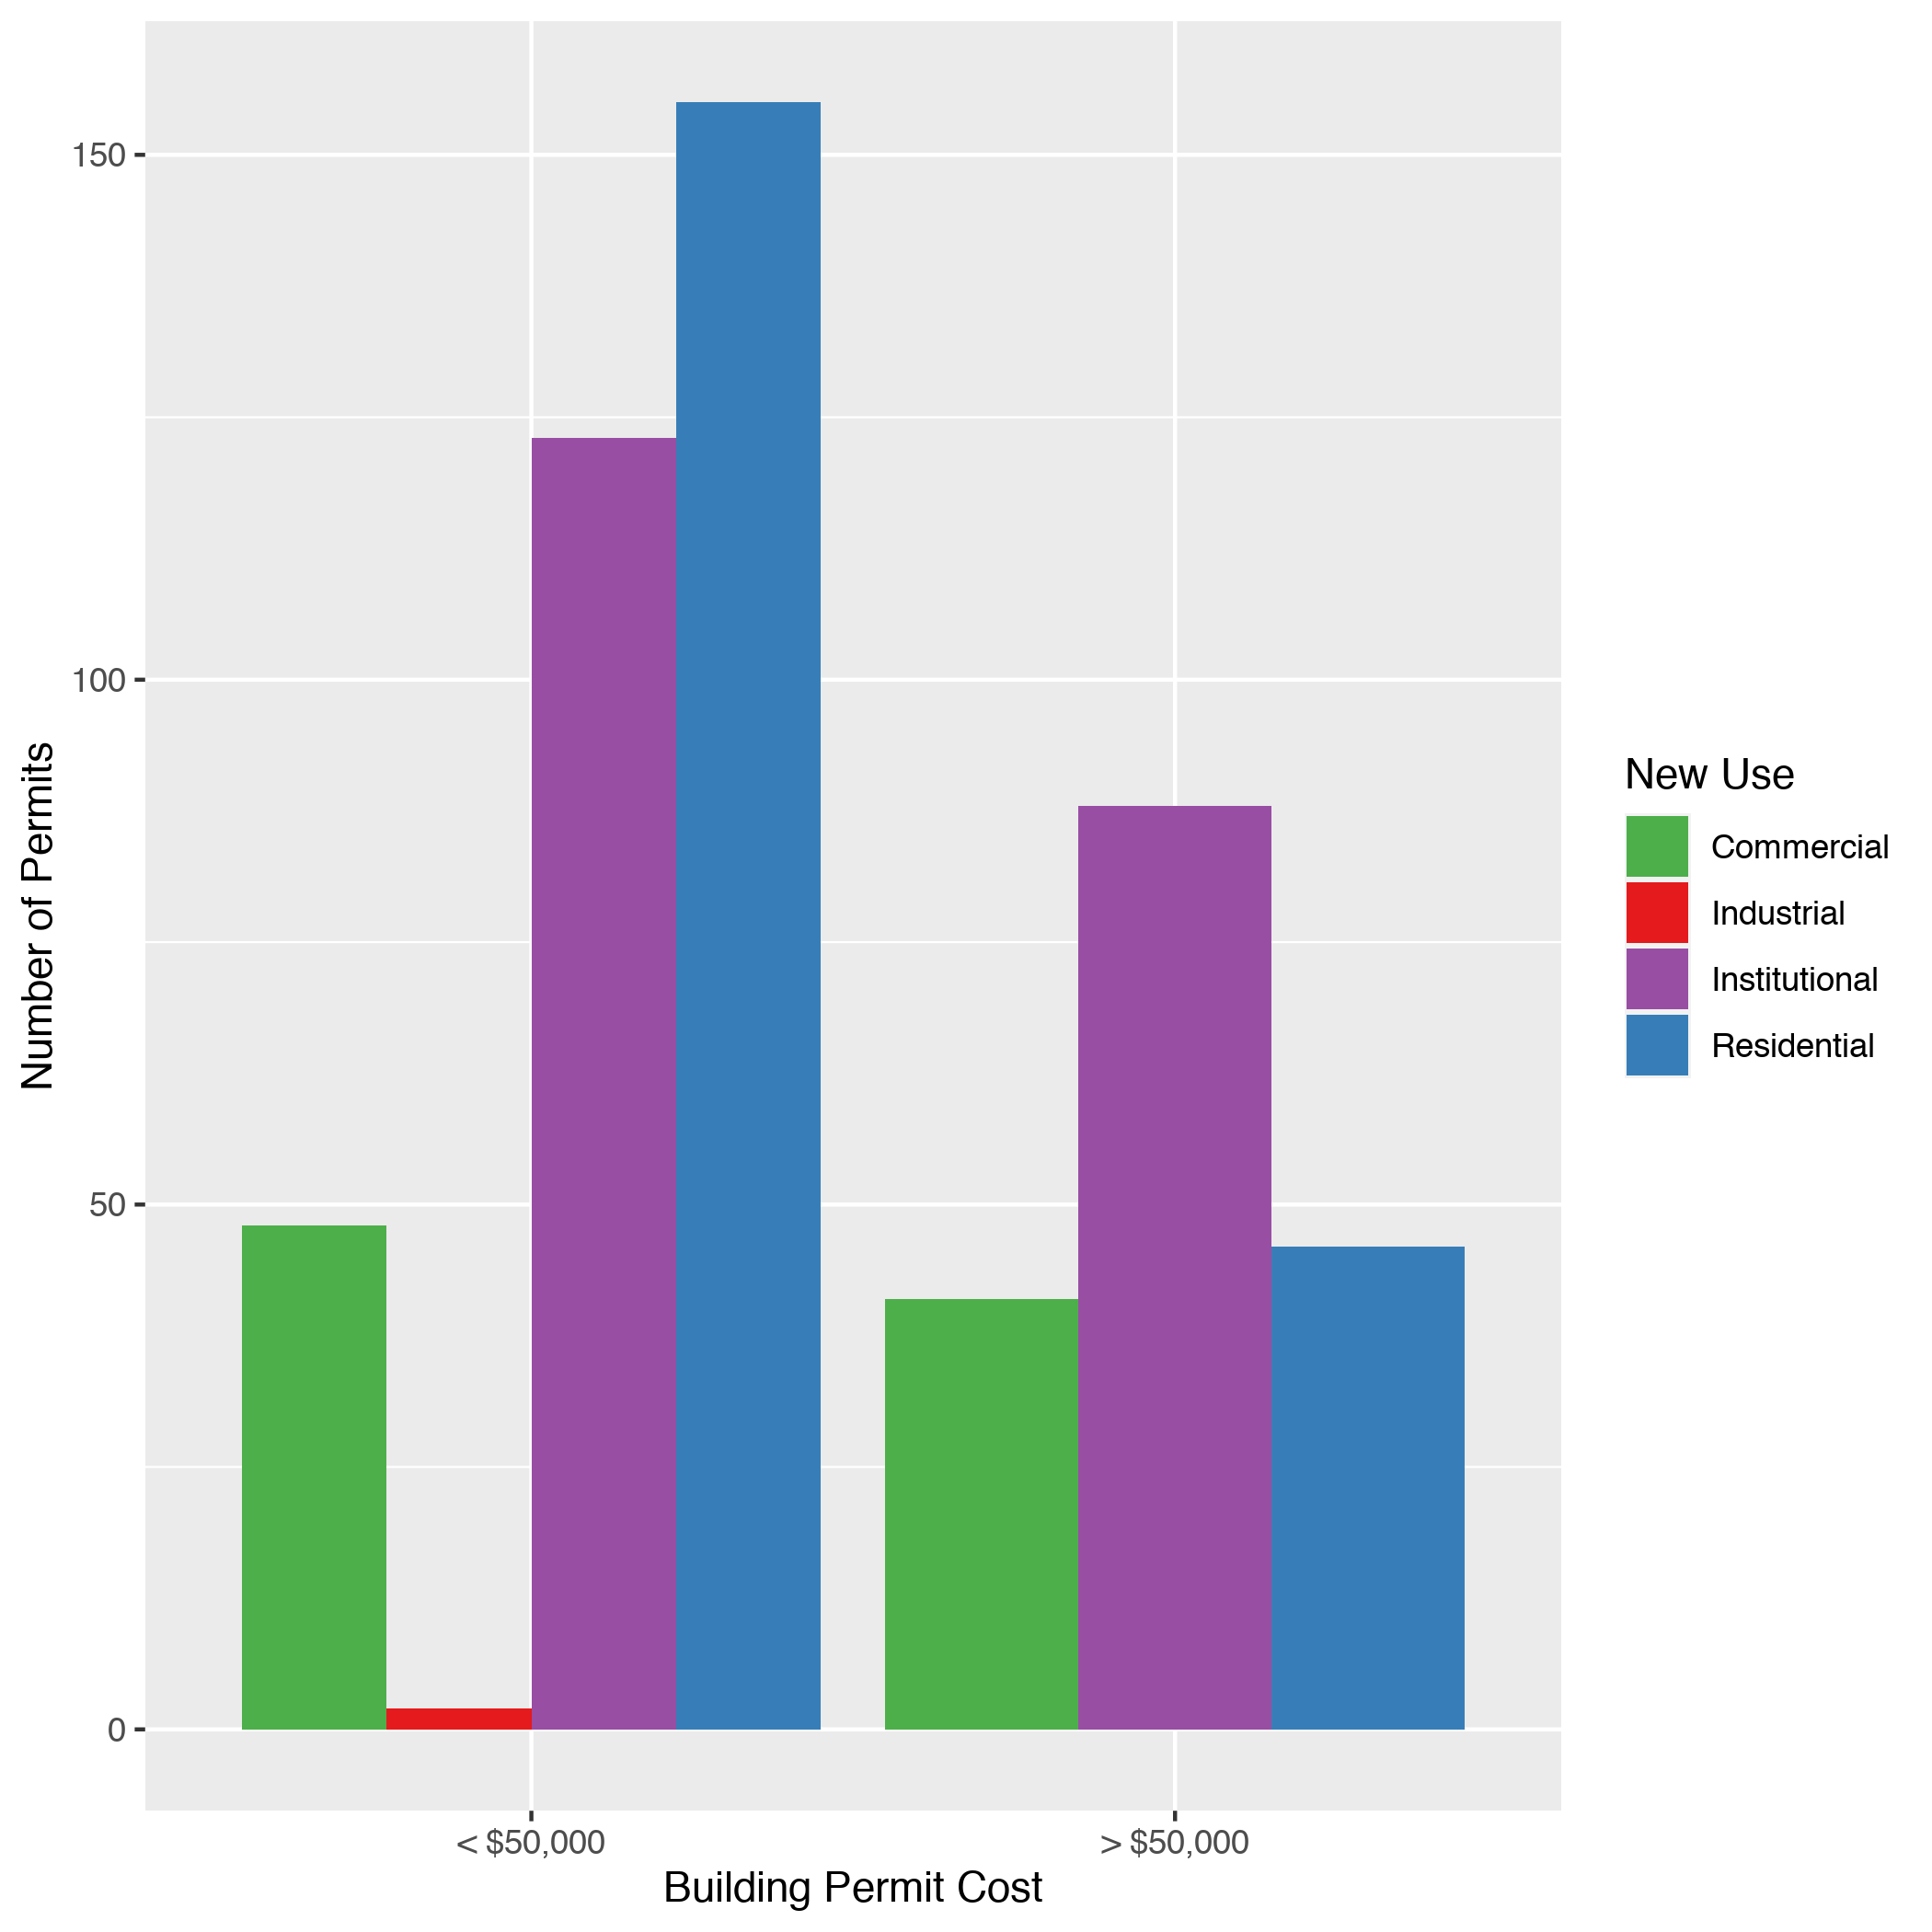 150
100
50
0
Number of Permits
< $50,000
> $50,000
Building Permit Cost
New Use
Commercial
Industrial
Institutional
Residential